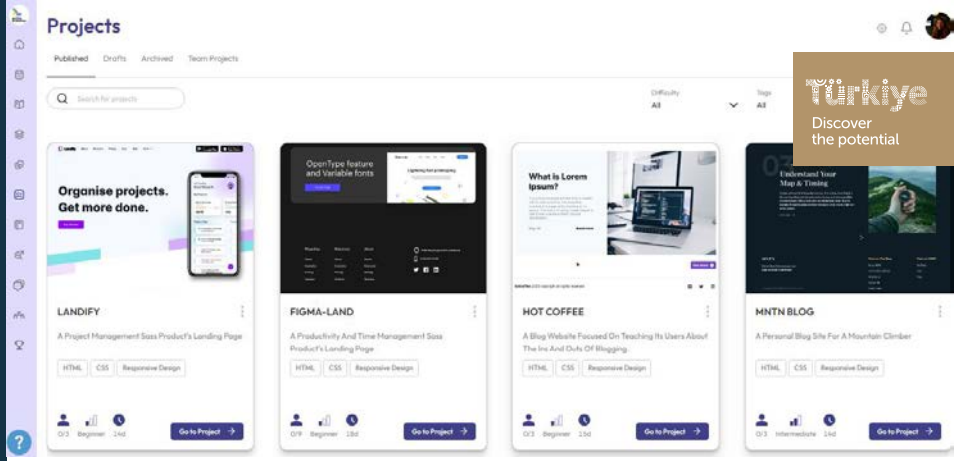 Projects
Published Drafts Archived Team Projects
Search for projects
Difficulty
All
Tags
All
Türkiye
Discover
the potential
Organise projects.
Get more done.
OpenType feature
and Variable fonts
What is Lorem
Ipsum?
Understand Your
Map & Timing
LANDIFY
A Project Management Sass Product's Landing Page
HTML CSS Responsive Design
0/3 Beginner 14d
Go to Project
FIGMA-LAND
A Productivity And Time Management Sass
Product's Landing Page
HTML CSS Responsive Design
0/9 Beginner 18d
Go to Project
HOT COFFEE
A Blog Website Focused On Teaching Its Users About
The Ins And Outs Of Blogging.
HTML CSS Responsive Design
0/3 Beginner 15d
Go to Project
MNTN BLOG
A Personal Blog Site For A Mountain Climber
HTML CSS Responsive Design
0/3 Intermediate 14d
Go to Project
?